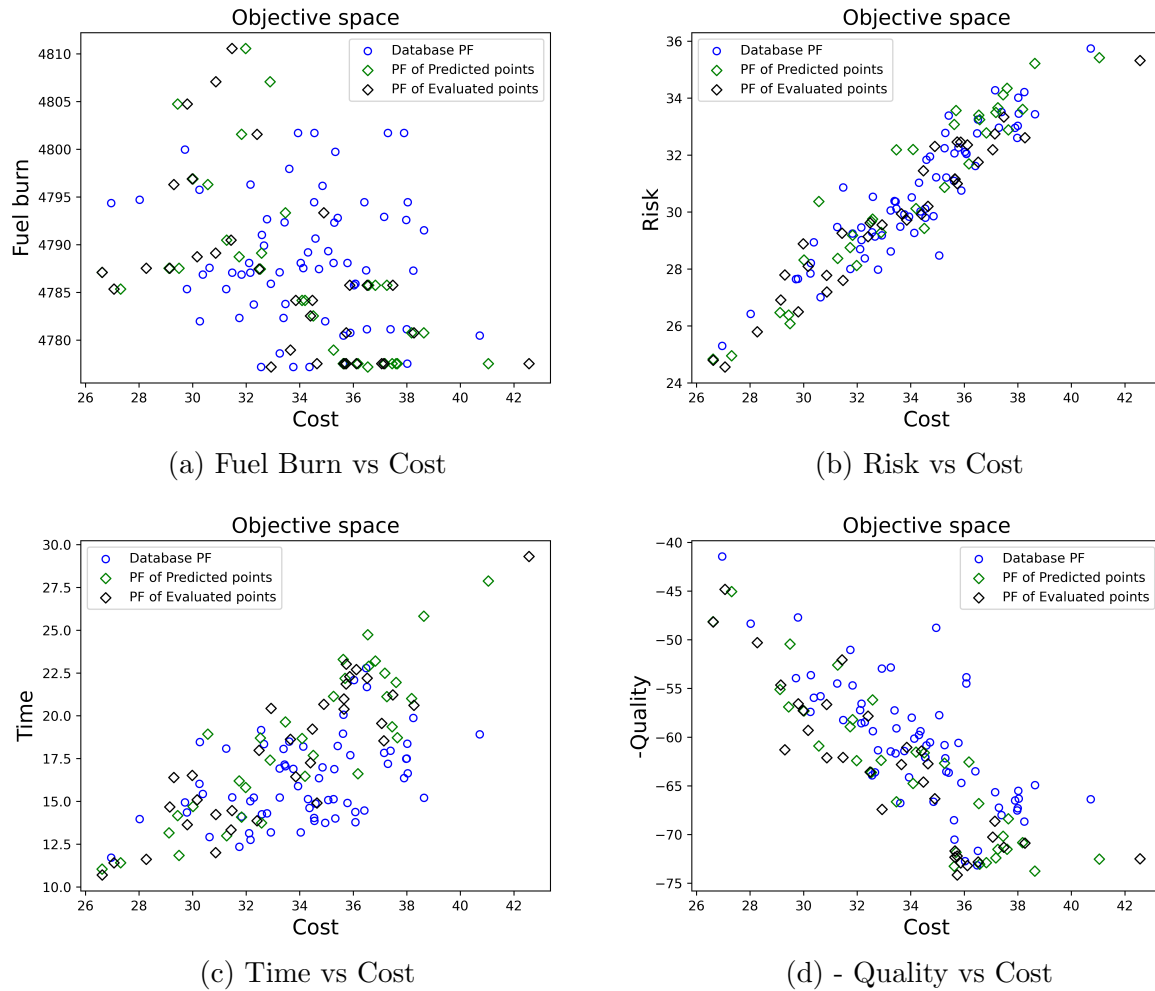 Objective space
Fuel burn
4810
4805
4800
4795
4790
4785
4780
Database PF
PF of Predicted points
PF of Evaluated points
26 28 30 32 34 36 38 40 42
Cost
(a) Fuel Burn vs Cost
Objective space
Risk
36
34
32
30
28
26
24
Database PF
PF of Predicted points
PF of Evaluated points
26 28 30 32 34 36 38 40 42
Cost
(b) Risk vs Cost
Objective space
Time
30.0
27.5
25.0
22.5
20.0
17.5
15.0
12.5
10.0
Database PF
PF of Predicted points
PF of Evaluated points
26 28 30 32 34 36 38 40 42
Cost
(c) Time vs Cost
Objective space
-Quality
−40
−45
−50
−55
−60
−65
−70
−75
Database PF
PF of Predicted points
PF of Evaluated points
26 28 30 32 34 36 38 40 42
Cost
(d) - Quality vs Cost